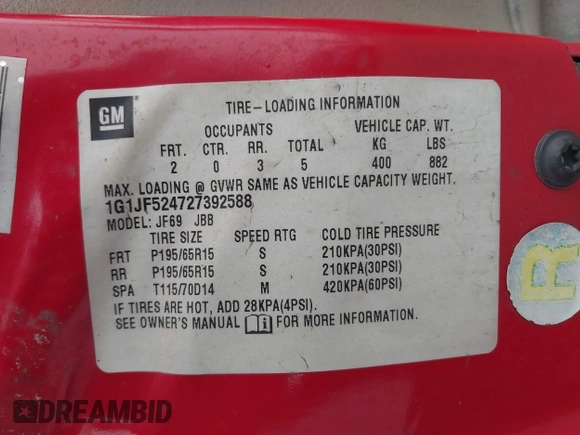 GM
TIRE-LOADING INFORMATION
OCCUPANTS VEHICLE CAP. WT.
FRT. CTR. RR. TOTAL KG LBS
2 0 3 5 400 882
MAX. LOADING @ GVWR SAME AS VEHICLE CAPACITY WEIGHT.
1G1JF524727392588
MODEL: JF69 JBB
TIRE SIZE SPEED RTG COLD TIRE PRESSURE
FRT P195/65R15 S 210KPA(30PSI)
RR P195/65R15 S 210KPA(30PSI)
SPA T115/70D14 M 420KPA(60PSI)
IF TIRES ARE HOT, ADD 28KPA(4PSI).
SEE OWNER'S MANUAL FOR MORE INFORMATION.
R
DREAMBID